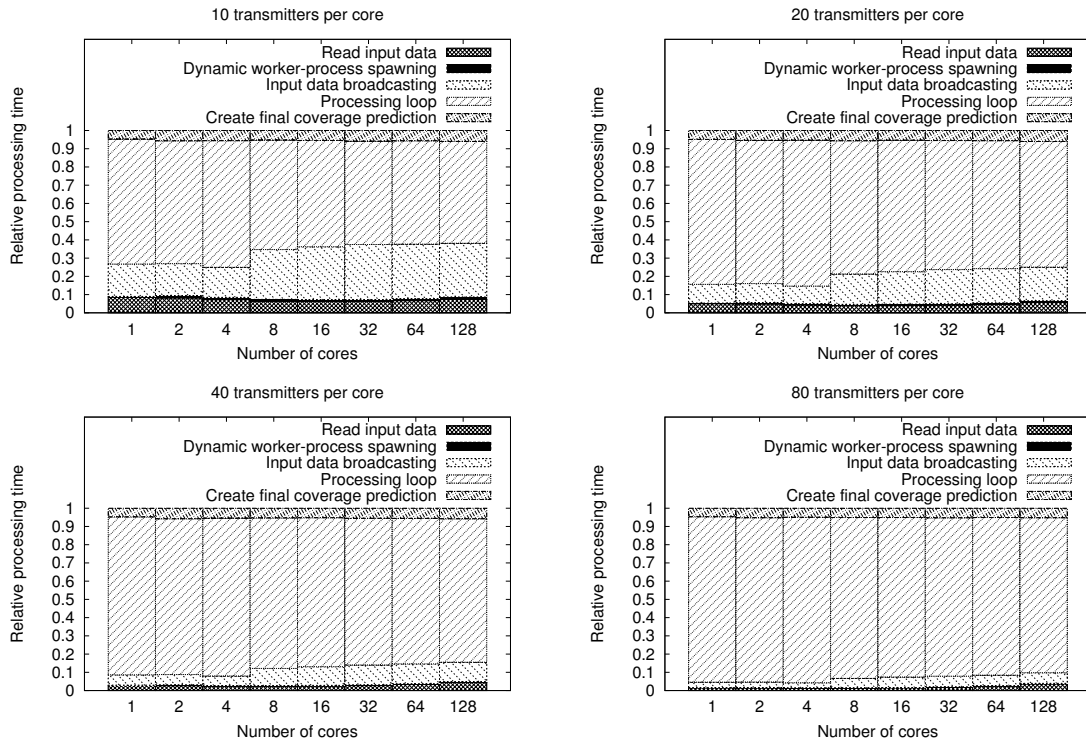 10 transmitters per core
Read input data
Dynamic worker-process spawning
Input data broadcasting
Processing loop
Create final coverage prediction
Relative processing time
1
0.9
0.8
0.7
0.6
0.5
0.4
0.3
0.2
0.1
0
1 2 4 8 16 32 64 128
Number of cores
20 transmitters per core
Read input data
Dynamic worker-process spawning
Input data broadcasting
Processing loop
Create final coverage prediction
Relative processing time
1
0.9
0.8
0.7
0.6
0.5
0.4
0.3
0.2
0.1
0
1 2 4 8 16 32 64 128
Number of cores
40 transmitters per core
Read input data
Dynamic worker-process spawning
Input data broadcasting
Processing loop
Create final coverage prediction
Relative processing time
1
0.9
0.8
0.7
0.6
0.5
0.4
0.3
0.2
0.1
0
1 2 4 8 16 32 64 128
Number of cores
80 transmitters per core
Read input data
Dynamic worker-process spawning
Input data broadcasting
Processing loop
Create final coverage prediction
Relative processing time
1
0.9
0.8
0.7
0.6
0.5
0.4
0.3
0.2
0.1
0
1 2 4 8 16 32 64 128
Number of cores